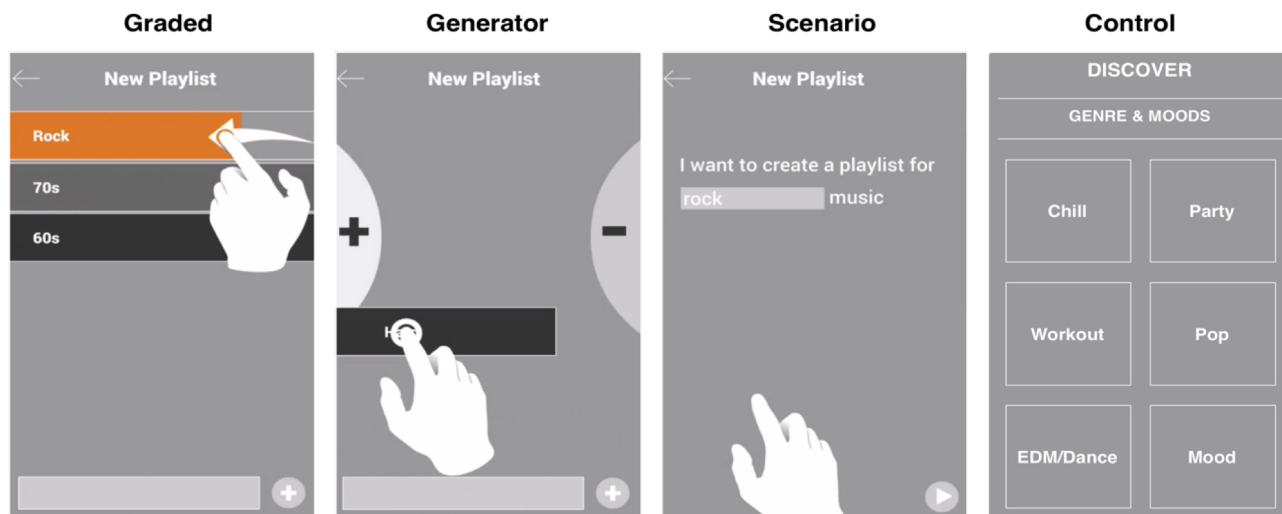 Graded
New Playlist
Rock
70s
60s
Generator
New Playlist
+
−
Scenario
New Playlist
I want to create a playlist for
rock music
Control
DISCOVER
GENRE & MOODS
Chill Party
Workout Pop
EDM/Dance Mood